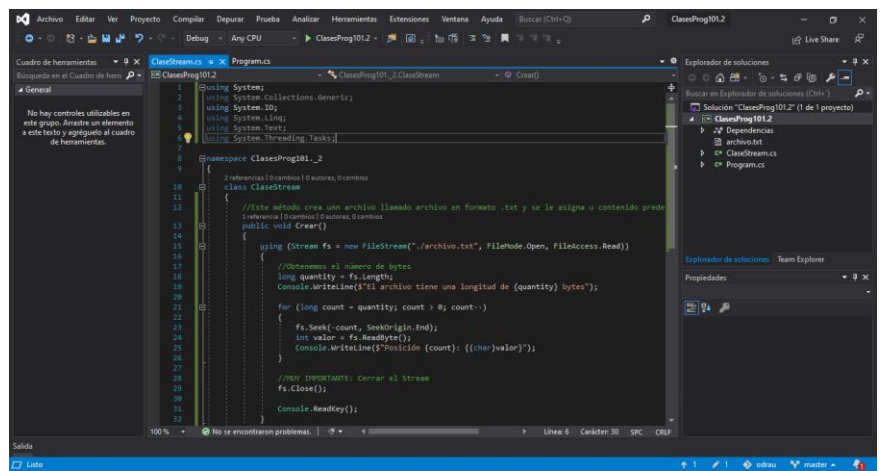 Archivo Editar Ver Proyecto Compilar Depurar Prueba Analizar Herramientas Extensiones Ventana Ayuda Buscar (Ctrl+Q) ClasesProg101.2
Debug Any CPU ClasesProg101.2 Live Share
Cuadro de herramientas
Búsqueda en el Cuadro de herr
General
No hay controles utilizables en
este grupo. Arrastre un elemento
a este texto y agréguelo al cuadro
de herramientas.
ClaseStream.cs Program.cs
ClasesProg101.2 ClasesProg101._2.ClaseStream Crear()
1 using System;
2 using System.Collections.Generic;
3 using System.IO;
4 using System.Linq;
5 using System.Text;
6 using System.Threading.Tasks;
7
8 namespace ClasesProg101._2
9 {
2 referencias | 0 cambios | 0 autores, 0 cambios
10 class ClaseStream
11 {
12 //Este método crea unn archivo llamado archivo en formato .txt y se le asigna u contenido prede
1 referencia | 0 cambios | 0 autores, 0 cambios
13 public void Crear()
14 {
15 using (Stream fs = new FileStream("./archivo.txt", FileMode.Open, FileAccess.Read))
16 {
17 //Obtenemos el número de bytes
18 long quantity = fs.Length;
19 Console.WriteLine($"El archivo tiene una longitud de {quantity} bytes");
20
21 for (long count = quantity; count > 0; count--)
22 {
23 fs.Seek(-count, SeekOrigin.End);
24 int valor = fs.ReadByte();
25 Console.WriteLine($"Posición {count}: {(char)valor}");
26 }
27
28 //MUY IMPORTANTE: Cerrar el Stream
29 fs.Close();
30
31 Console.ReadKey();
32 }
100 % No se encontraron problemas. Línea: 6 Carácter: 30 SPC CRLF
Explorador de soluciones
Buscar en Explorador de soluciones (Ctrl+')
Solución "ClasesProg101.2" (1 de 1 proyecto)
ClasesProg101.2
Dependencias
archivo.txt
ClaseStream.cs
Program.cs
Explorador de soluciones Team Explorer
Propiedades
Salida
Listo 1 1 odrau master